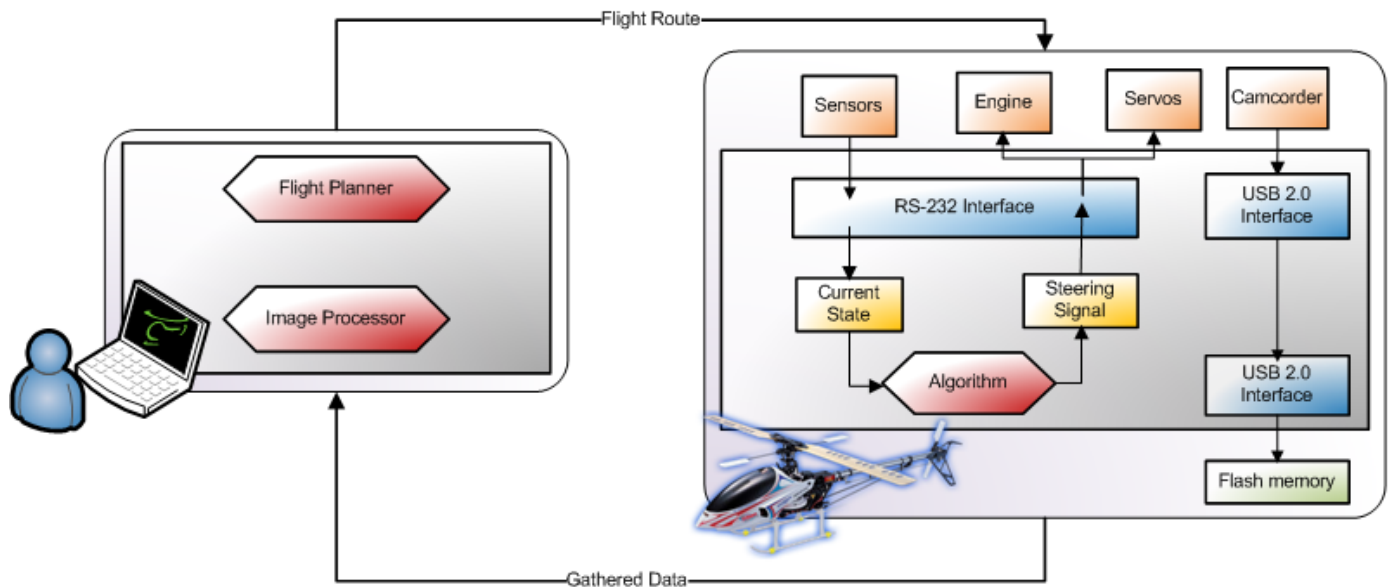 Flight Route
Sensors
Engine
Servos
Camcorder
Flight Planner
RS-232 Interface
USB 2.0
Interface
Image Processor
Current
State
Steering
Signal
Algorithm
USB 2.0
Interface
Flash memory
Gathered Data